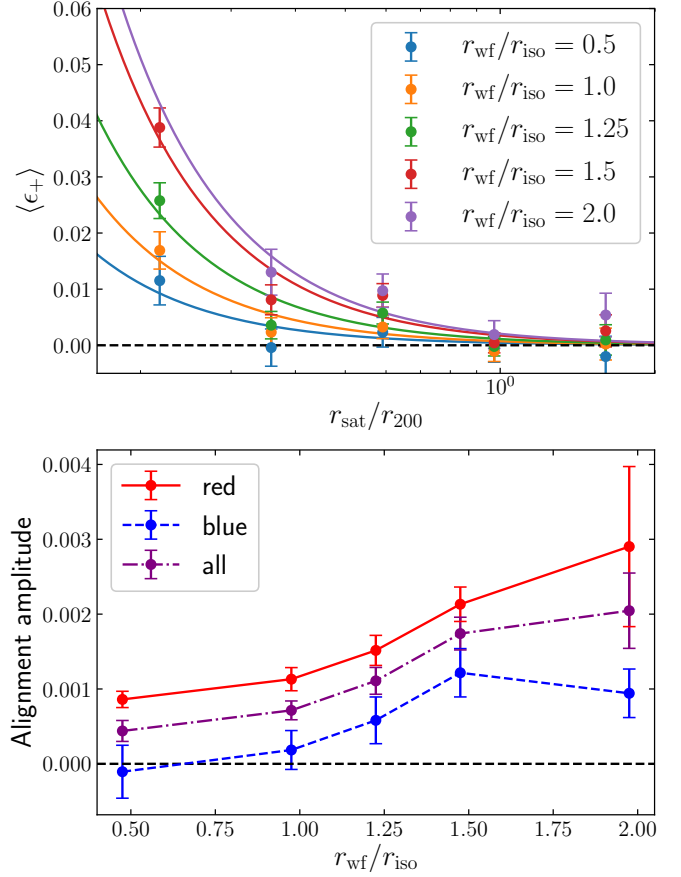 0.06
0.05
0.04
0.03
0.02
0.01
0.00
⟨ϵ₊⟩
r_wf/r_iso = 0.5
r_wf/r_iso = 1.0
r_wf/r_iso = 1.25
r_wf/r_iso = 1.5
r_wf/r_iso = 2.0
10⁰
r_sat/r_200
0.004
0.003
0.002
0.001
0.000
Alignment amplitude
red
blue
all
0.50 0.75 1.00 1.25 1.50 1.75 2.00
r_wf/r_iso